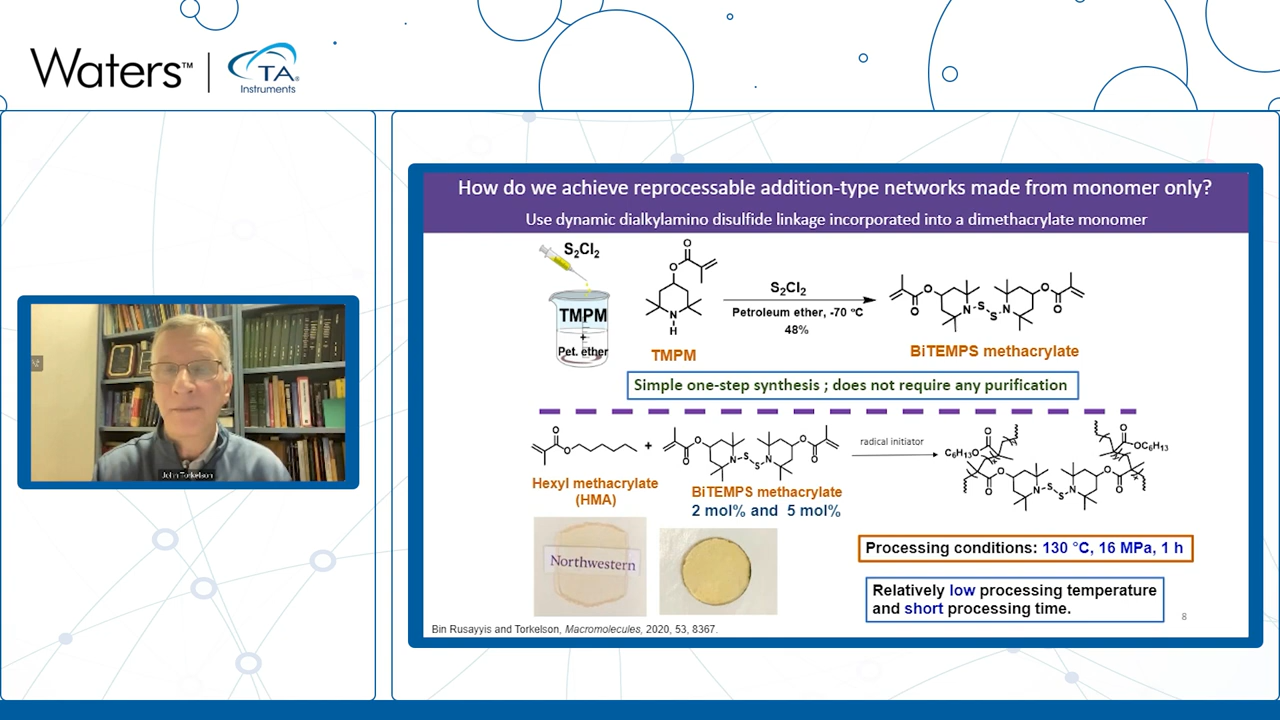 Waters™ | TA® Instruments
How do we achieve reprocessable addition-type networks made from monomer only?
Use dynamic dialkylamino disulfide linkage incorporated into a dimethacrylate monomer
S₂Cl₂
TMPM
+
Pet. ether
O
O
N
H
TMPM
S₂Cl₂
Petroleum ether, -70 °C
48%
O
O
N-S
S-N
O
O
BiTEMPS methacrylate
Simple one-step synthesis ; does not require any purification
O
O
+
O
O
N-S
S-N
O
O
radical initiator
C₆H₁₃O
O
O
OC₆H₁₃
O
O
N-S
S-N
O
O
Hexyl methacrylate
(HMA)
BiTEMPS methacrylate
2 mol% and 5 mol%
Northwestern
Processing conditions: 130 °C, 16 MPa, 1 h
Relatively low processing temperature
and short processing time.
8
Bin Rusayyis and Torkelson, Macromolecules, 2020, 53, 8367.
John Torkelson